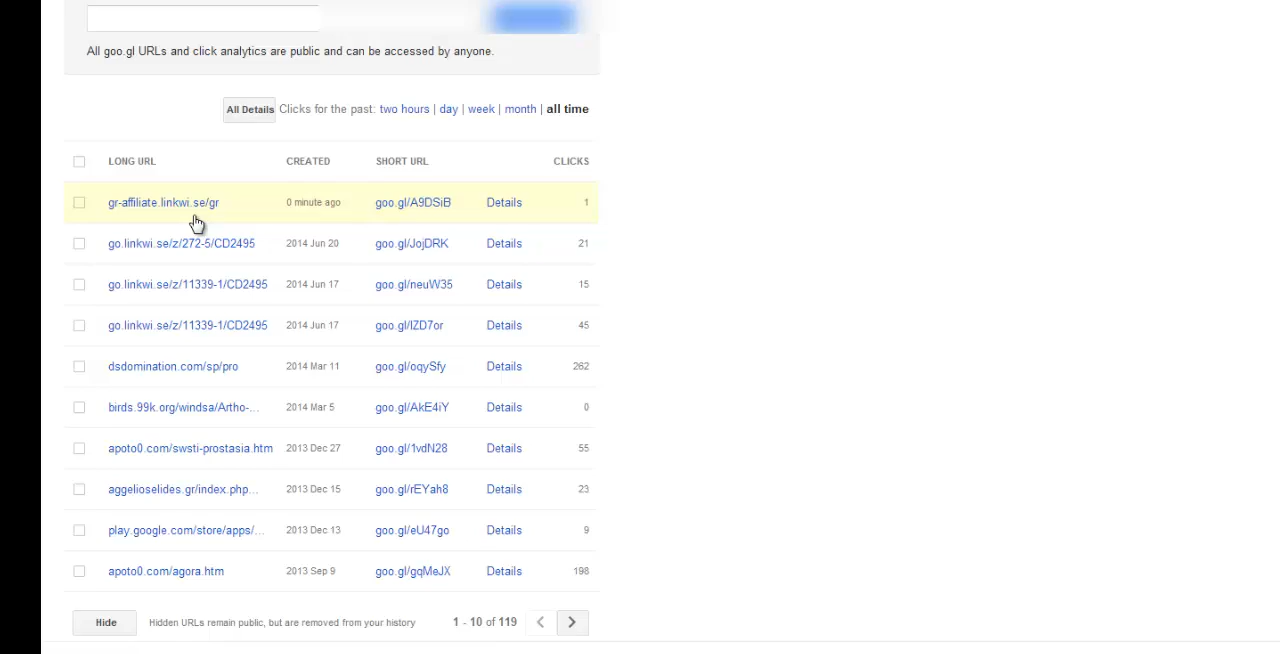 All goo.gl URLs and click analytics are public and can be accessed by anyone.
All Details Clicks for the past: two hours | day | week | month | all time
LONG URL CREATED SHORT URL CLICKS
gr-affiliate.linkwi.se/gr 0 minute ago goo.gl/A9DSiB Details 1
go.linkwi.se/z/272-5/CD2495 2014 Jun 20 goo.gl/JojDRK Details 21
go.linkwi.se/z/11339-1/CD2495 2014 Jun 17 goo.gl/neuW35 Details 15
go.linkwi.se/z/11339-1/CD2495 2014 Jun 17 goo.gl/lZD7or Details 45
dsdomination.com/sp/pro 2014 Mar 11 goo.gl/oqySfy Details 262
birds.99k.org/windsa/Artho-... 2014 Mar 5 goo.gl/AkE4iY Details 0
apoto0.com/swsti-prostasia.htm 2013 Dec 27 goo.gl/1vdN28 Details 55
aggelioselides.gr/index.php... 2013 Dec 15 goo.gl/rEYah8 Details 23
play.google.com/store/apps/... 2013 Dec 13 goo.gl/eU47go Details 9
apoto0.com/agora.htm 2013 Sep 9 goo.gl/gqMeJX Details 198
Hide Hidden URLs remain public, but are removed from your history 1 - 10 of 119